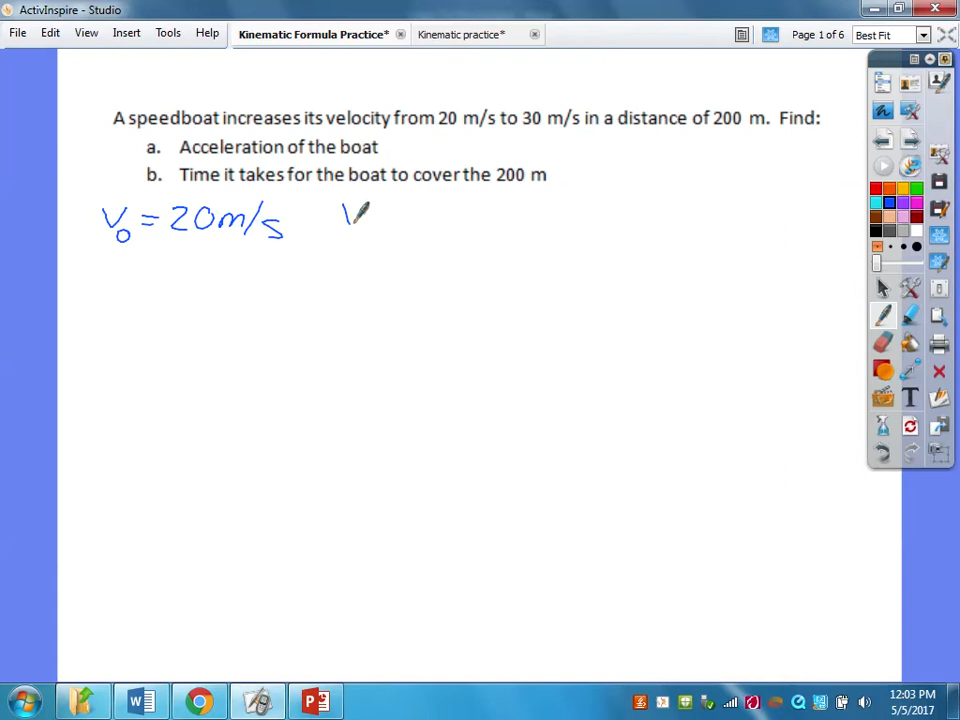 ActivInspire - Studio
File Edit View Insert Tools Help Kinematic Formula Practice* Kinematic practice* Page 1 of 6 Best Fit
A speedboat increases its velocity from 20 m/s to 30 m/s in a distance of 200 m. Find:
a. Acceleration of the boat
b. Time it takes for the boat to cover the 200 m
V₀ = 20m/s V
12:03 PM
5/5/2017